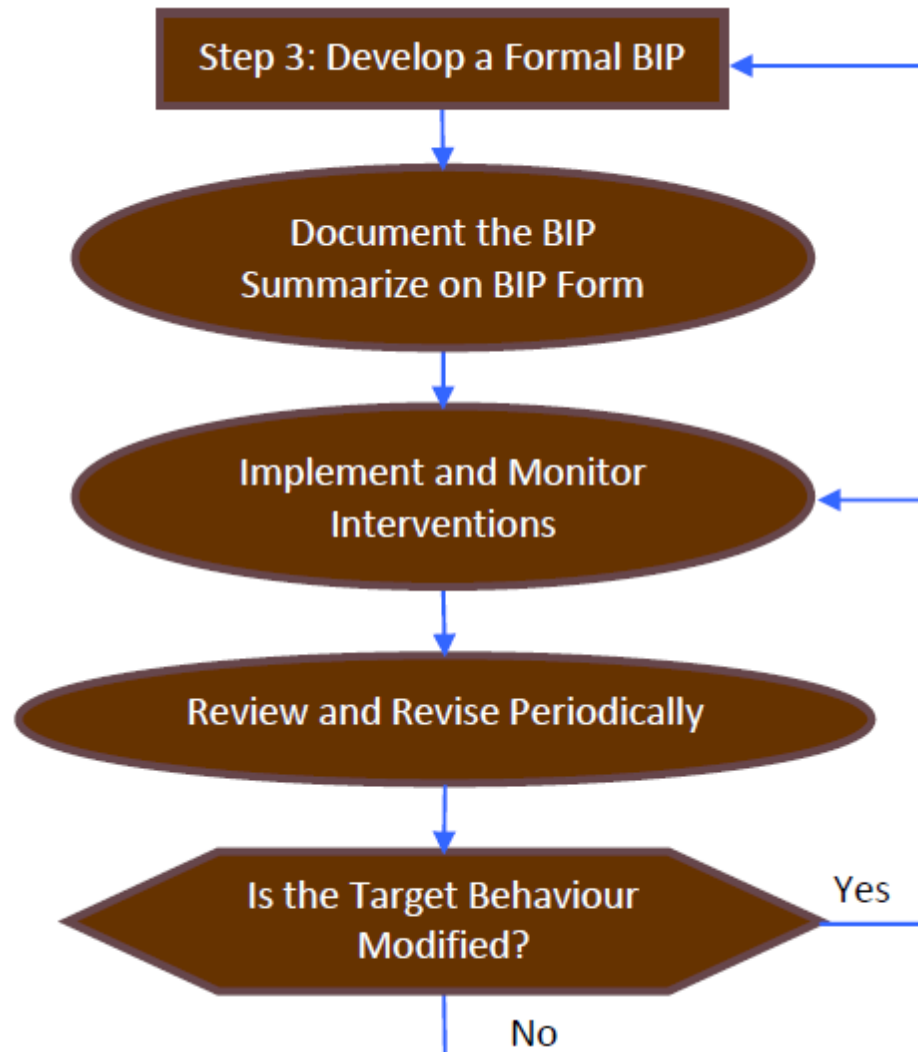 Step 3: Develop a Formal BIP
Document the BIP
Summarize on BIP Form
Implement and Monitor
Interventions
Review and Revise Periodically
Is the Target Behaviour
Modified?
Yes
No